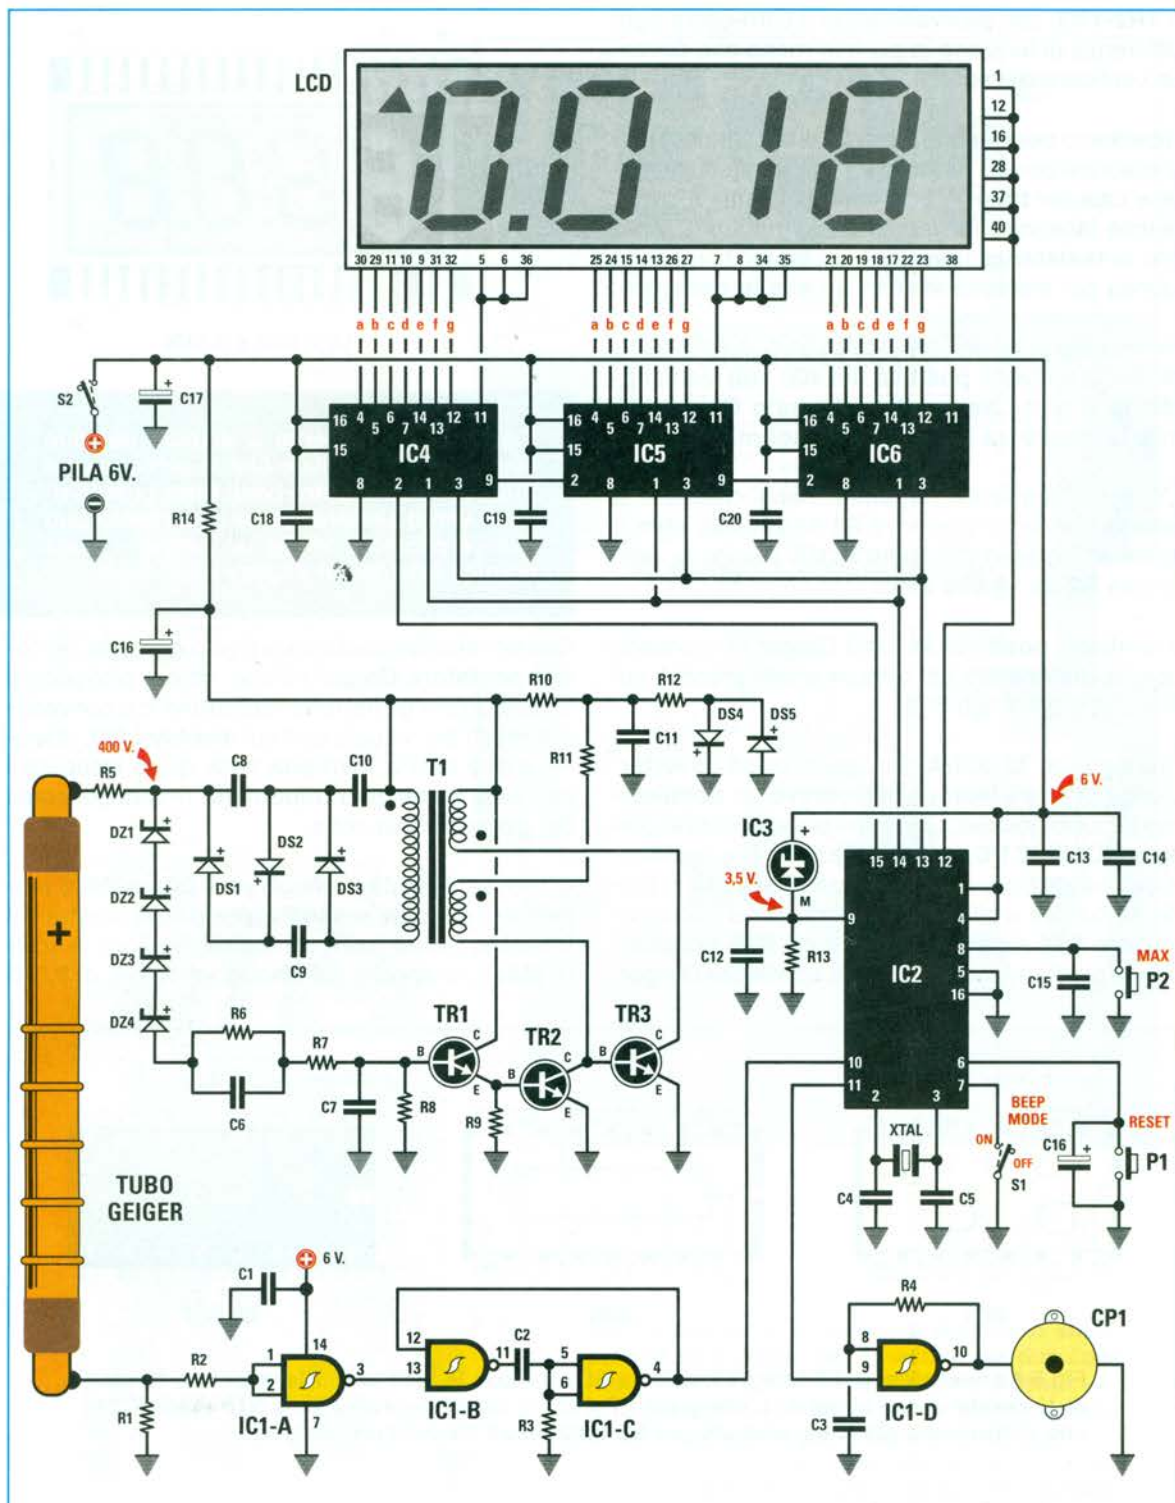 LCD
1
12
16
28
37
40
30 29 11 10 9 31 32 5 6 36 25 24 15 14 13 26 27 7 8 34 35 21 20 19 18 17 22 23 38
a b c d e f g a b c d e f g a b c d e f g
S2
C17
PILA 6V.
R14
16 4 5 6 7 14 13 12 11
15
IC4
8 2 1 3 9
C18
16 4 5 6 7 14 13 12 11
15
IC5
2 8 1 3 9
C19
16 4 5 6 7 14 13 12 11
15
IC6
2 8 1 3
C20
C16
R10
R12
DS4
DS5
C11
R11
400 V.
R5
C8
C10
T1
DZ1
DS1
DS2
DS3
DZ2
C9
DZ3
DZ4
R6
R7
C6
C7
R8
TR1
B C E
R9
TR2
B C E
TR3
B C E
IC3
M
3,5 V.
6 V.
C12
R13
C13
C14
15 14 13 12
1
4
9
8
IC2
5
16
10
11
6
7
2 3
MAX
P2
C15
BEEP
MODE
ON
OFF
S1
RESET
C16
P1
XTAL
C4
C5
TUBO
GEIGER
6 V.
C1
R2
R1
14
1
2
3
7
IC1-A
12
13
11
IC1-B
C2
R3
5
6
4
IC1-C
R4
8
9
10
IC1-D
C3
CP1